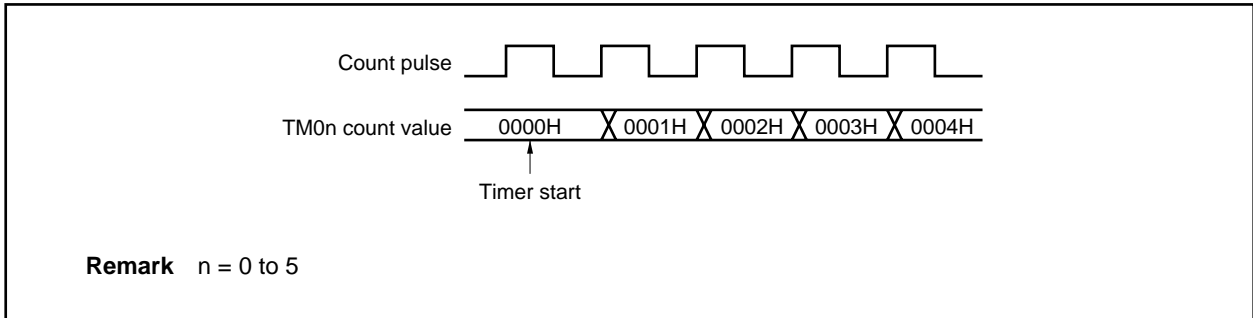 Count pulse
TM0n count value 0000H 0001H 0002H 0003H 0004H
Timer start
Remark n = 0 to 5